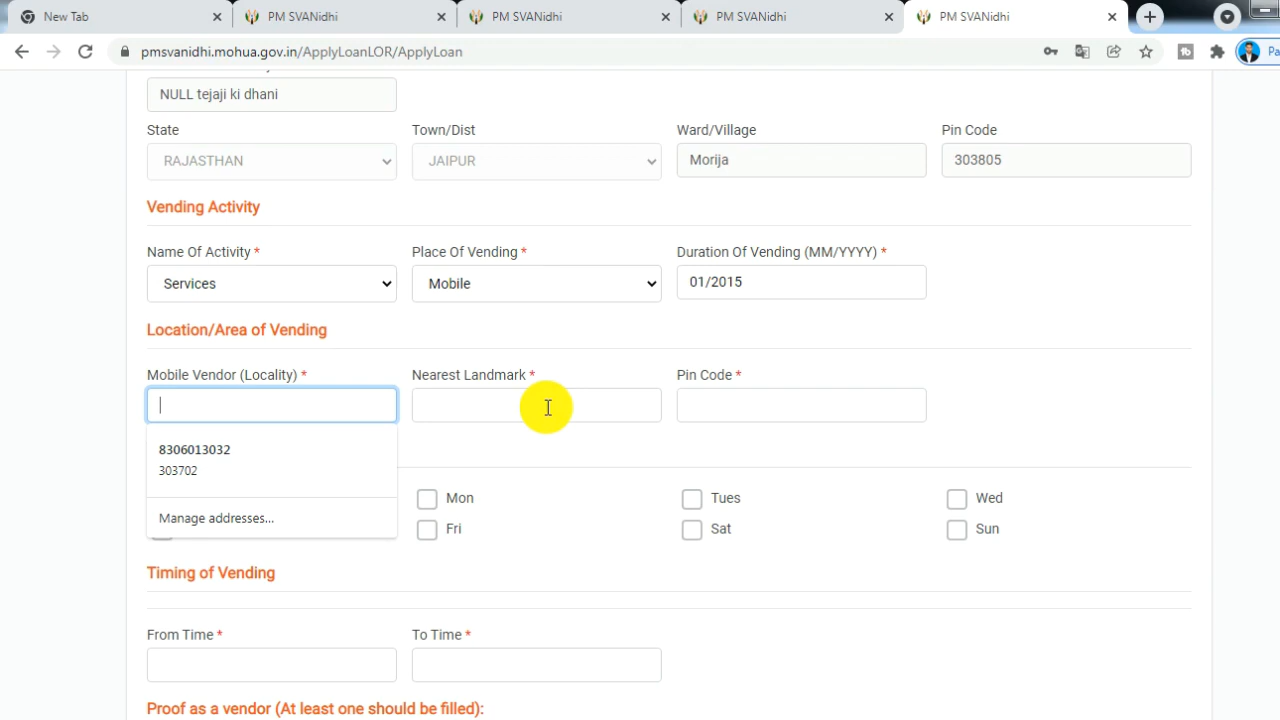 New Tab
PM SVANidhi
PM SVANidhi
PM SVANidhi
PM SVANidhi
pmsvanidhi.mohua.gov.in/ApplyLoanLOR/ApplyLoan
Pa
NULL tejaji ki dhani
State Town/Dist Ward/Village Pin Code
RAJASTHAN JAIPUR Morija 303805
Vending Activity
Name Of Activity * Place Of Vending * Duration Of Vending (MM/YYYY) *
Services Mobile 01/2015
Location/Area of Vending
Mobile Vendor (Locality) * Nearest Landmark * Pin Code *
8306013032
303702
Manage addresses...
Mon Tues Wed
Fri Sat Sun
Timing of Vending
From Time * To Time *
Proof as a vendor (At least one should be filled):